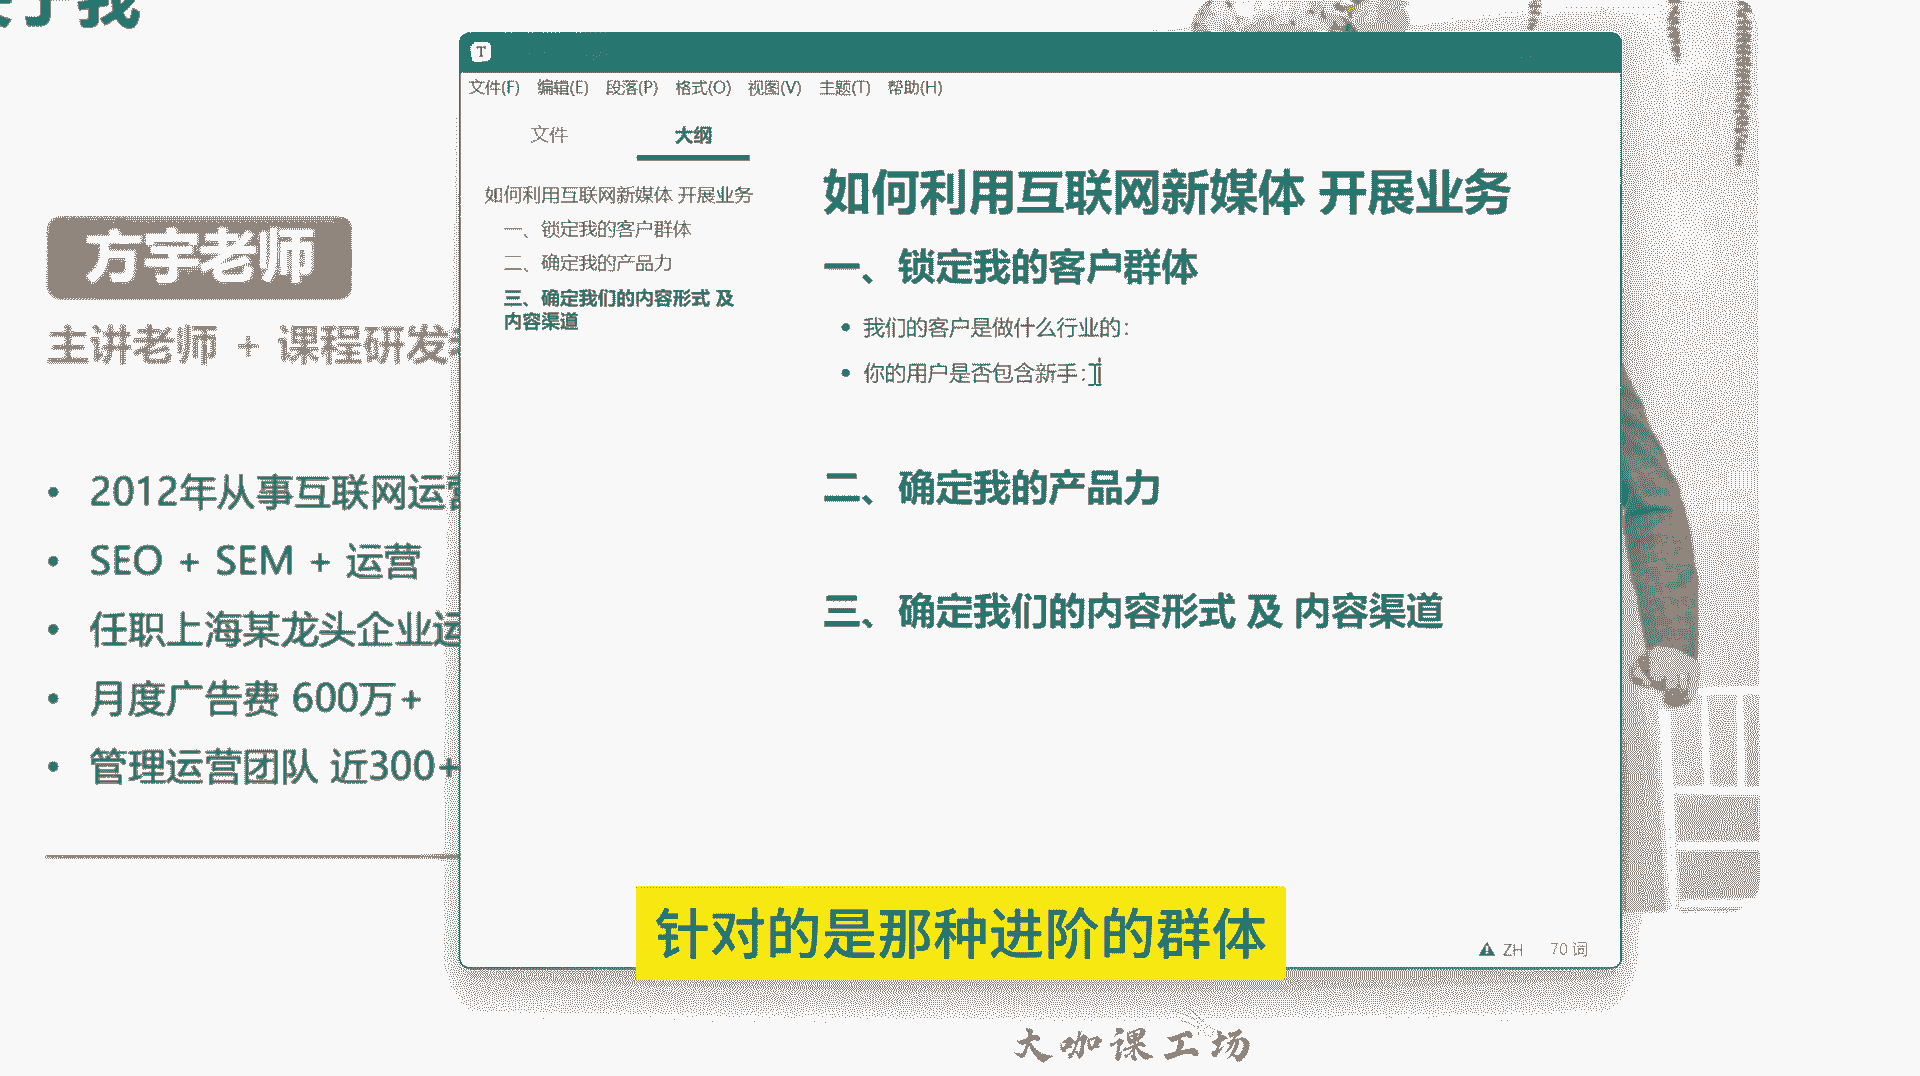 关于我
方宇老师
主讲老师 + 课程研发
2012年从事互联网运营
SEO + SEM + 运营
任职上海某龙头企业运
月度广告费 600万+
管理运营团队 近300+
T
文件(F) 编辑(E) 段落(P) 格式(O) 视图(V) 主题(T) 帮助(H)
文件 大纲
如何利用互联网新媒体 开展业务
一、锁定我的客户群体
二、确定我的产品力
三、确定我们的内容形式 及
内容渠道
如何利用互联网新媒体 开展业务
一、锁定我的客户群体
我们的客户是做什么行业的：
你的用户是否包含新手：
二、确定我的产品力
三、确定我们的内容形式 及 内容渠道
ZH 70 词
针对的是那种进阶的群体
大咖课工场